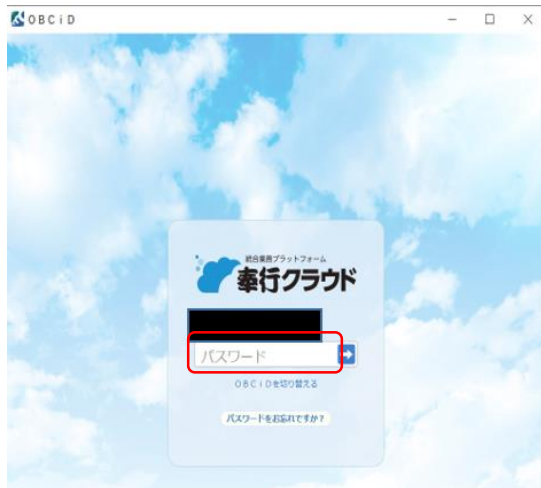 OBCiD
統合業務プラットフォーム
奉行クラウド
パスワード
OBCiDを切り替える
パスワードをお忘れですか?